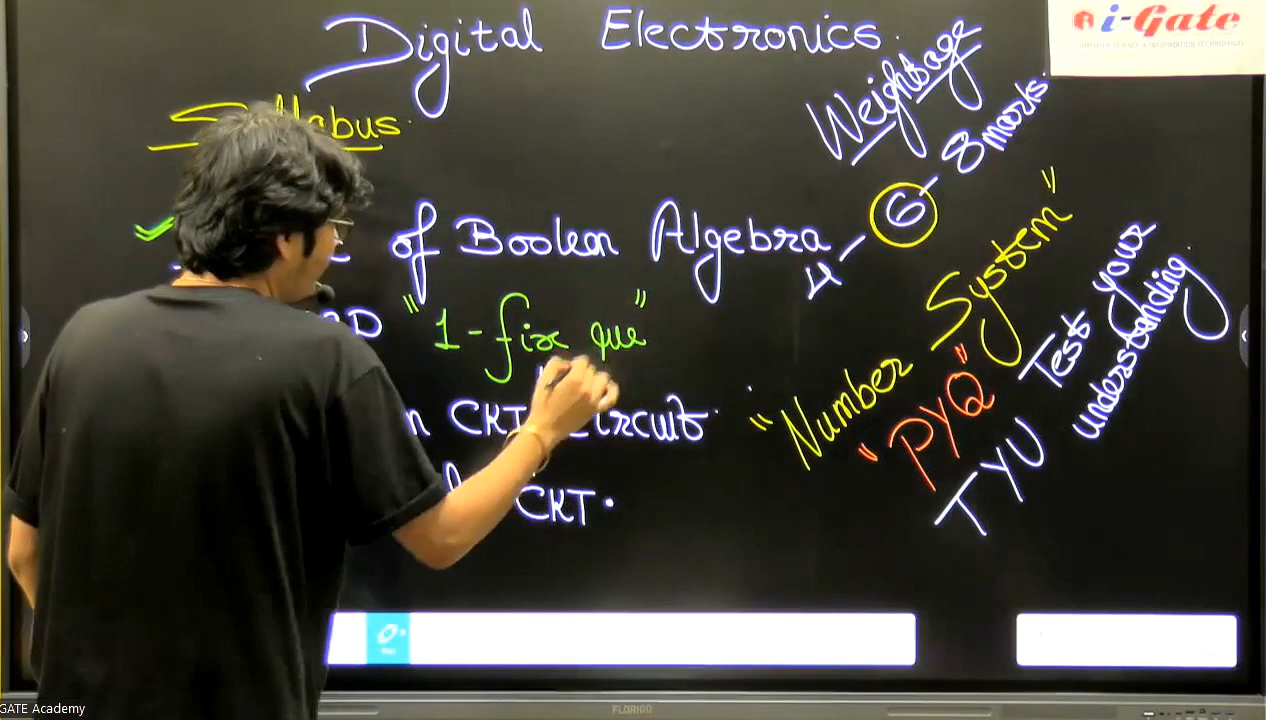 Digital Electronics.
i-Gate
Weightage
8 marks.
6
4
of Boolean Algebra
"1 - fix que"
CKT Circuit.
CKT.
"Number System"
"PYQ"
TYU Test your
understanding.
GATE Academy
FLORIGO